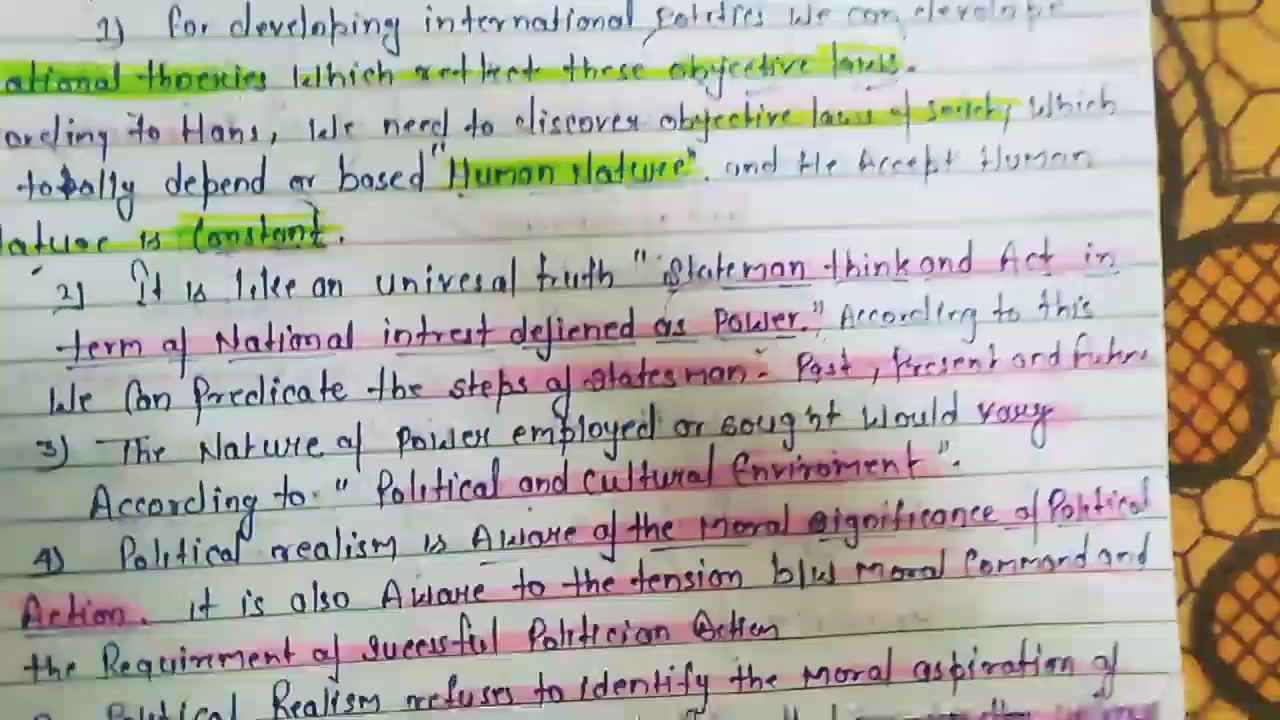 1) For developing international politics We can develope
ational theories Which reflect these objective laws.
ording to Hans, We need to discover objective laws of society Which
totally depend or based "Human Nature". and He Accept Human
Nature is Constant.
2) It is like an univesal truth "Stateman think and Act in
term of National intrest defiened as Power." According to this
We Can Predicate the steps of statesman - Past, Present and Future
3) The Nature of Power employed or sought Would vary
According to "Political and cultural Enviroment".
4) Political realism is Aware of the Moral significance of Political
Action. it is also Aware to the tension b/w Moral Command and
the Requirment of sucessful Politician Action
Political Realism refuses to identify the Moral aspiration of